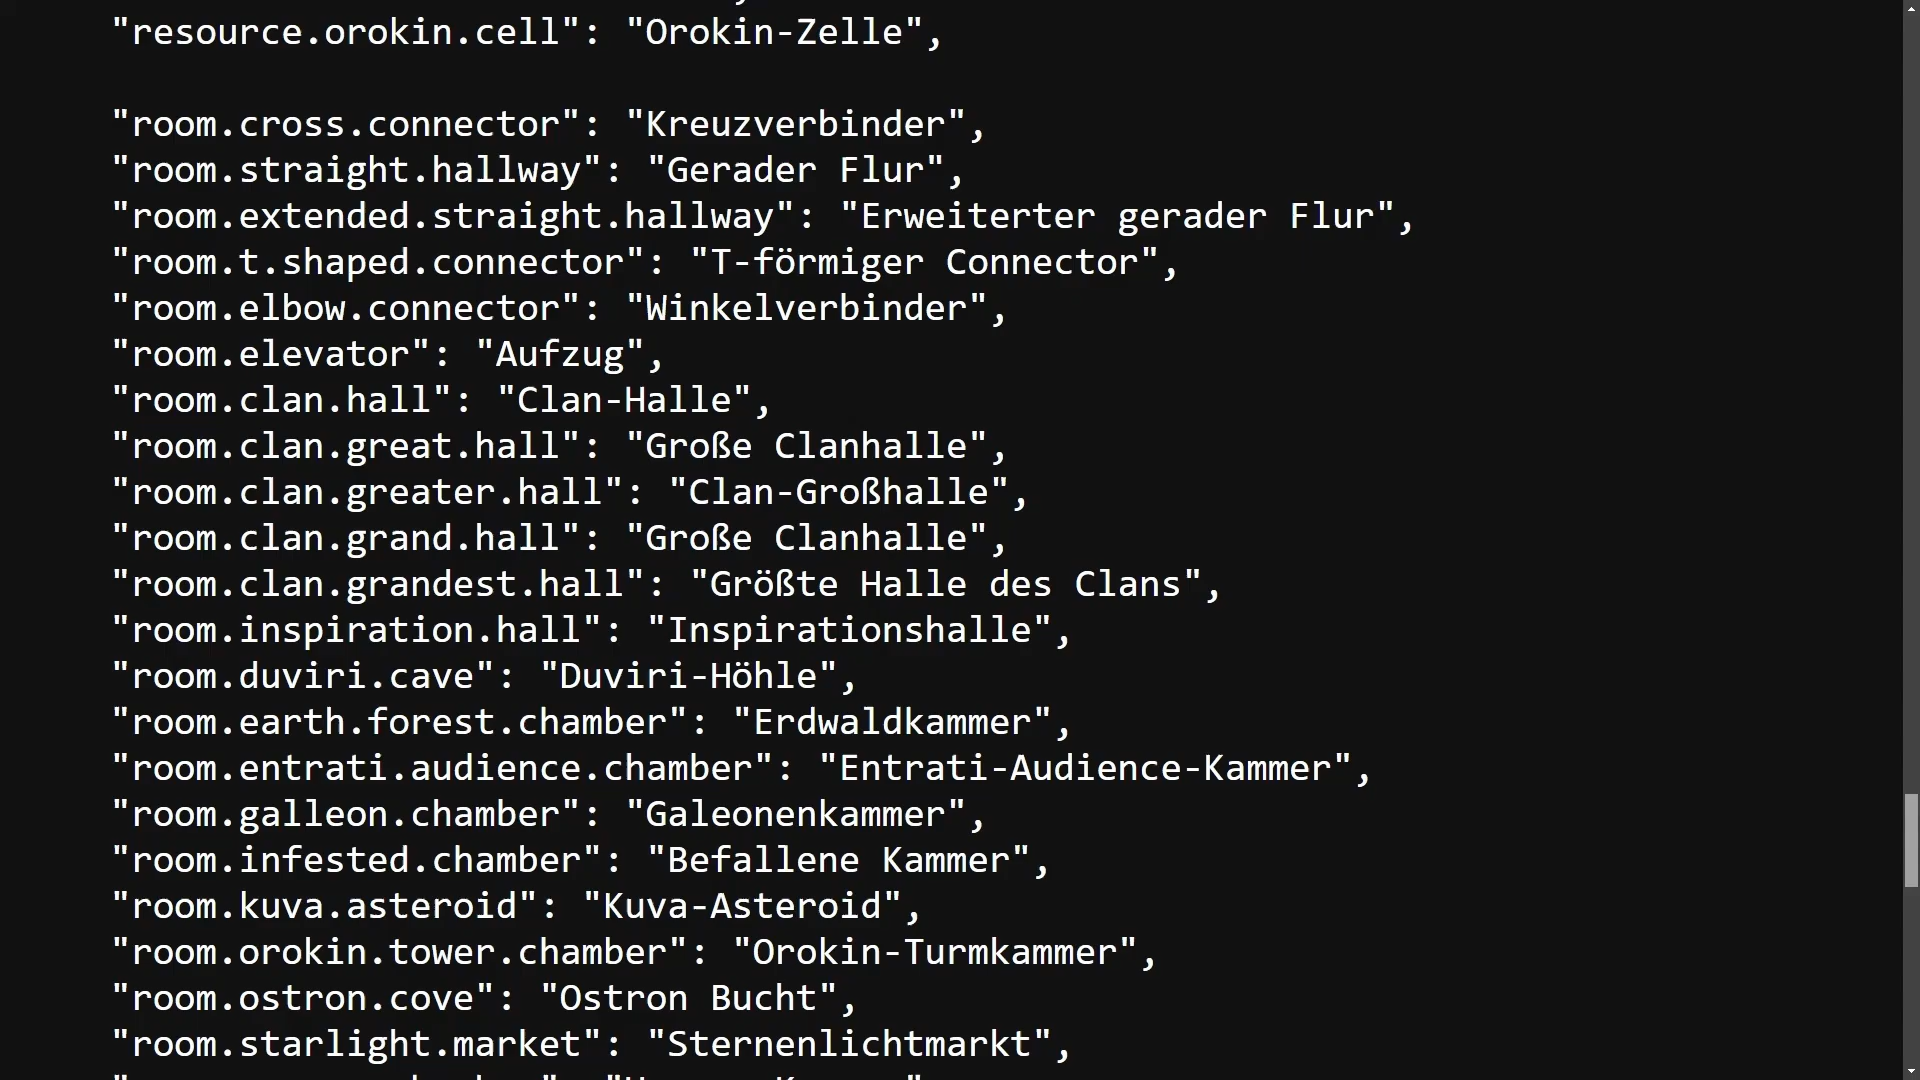 "resource.orokin.cell": "Orokin-Zelle",
"room.cross.connector": "Kreuzverbinder",
"room.straight.hallway": "Gerader Flur",
"room.extended.straight.hallway": "Erweiterter gerader Flur",
"room.t.shaped.connector": "T-förmiger Connector",
"room.elbow.connector": "Winkelverbinder",
"room.elevator": "Aufzug",
"room.clan.hall": "Clan-Halle",
"room.clan.great.hall": "Große Clanhalle",
"room.clan.greater.hall": "Clan-Großhalle",
"room.clan.grand.hall": "Große Clanhalle",
"room.clan.grandest.hall": "Größte Halle des Clans",
"room.inspiration.hall": "Inspirationshalle",
"room.duviri.cave": "Duviri-Höhle",
"room.earth.forest.chamber": "Erdwaldkammer",
"room.entrati.audience.chamber": "Entrati-Audience-Kammer",
"room.galleon.chamber": "Galeonenkammer",
"room.infested.chamber": "Befallene Kammer",
"room.kuva.asteroid": "Kuva-Asteroid",
"room.orokin.tower.chamber": "Orokin-Turmkammer",
"room.ostron.cove": "Ostron Bucht",
"room.starlight.market": "Sternenlichtmarkt",